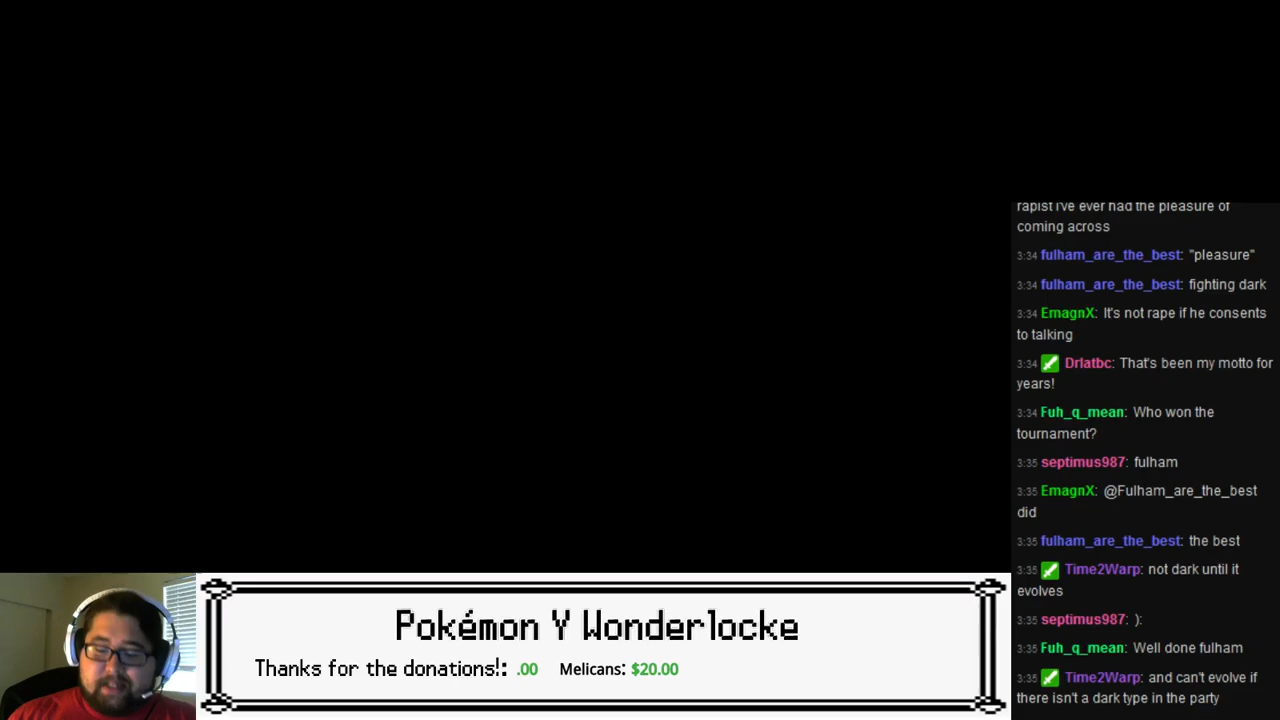 rapist i've ever had the pleasure of
coming across
3:34 fulham_are_the_best: "pleasure"
3:34 fulham_are_the_best: fighting dark
3:34 EmagnX: It's not rape if he consents
to talking
3:34 Drlatbc: That's been my motto for
years!
3:34 Fuh_q_mean: Who won the
tournament?
3:35 septimus987: fulham
3:35 EmagnX: @Fulham_are_the_best
did
3:35 fulham_are_the_best: the best
3:35 Time2Warp: not dark until it
evolves
3:35 septimus987: ):
3:35 Fuh_q_mean: Well done fulham
3:35 Time2Warp: and can't evolve if
there isn't a dark type in the party
Pokémon Y Wonderlocke
Thanks for the donations!: .00 Melicans: $20.00